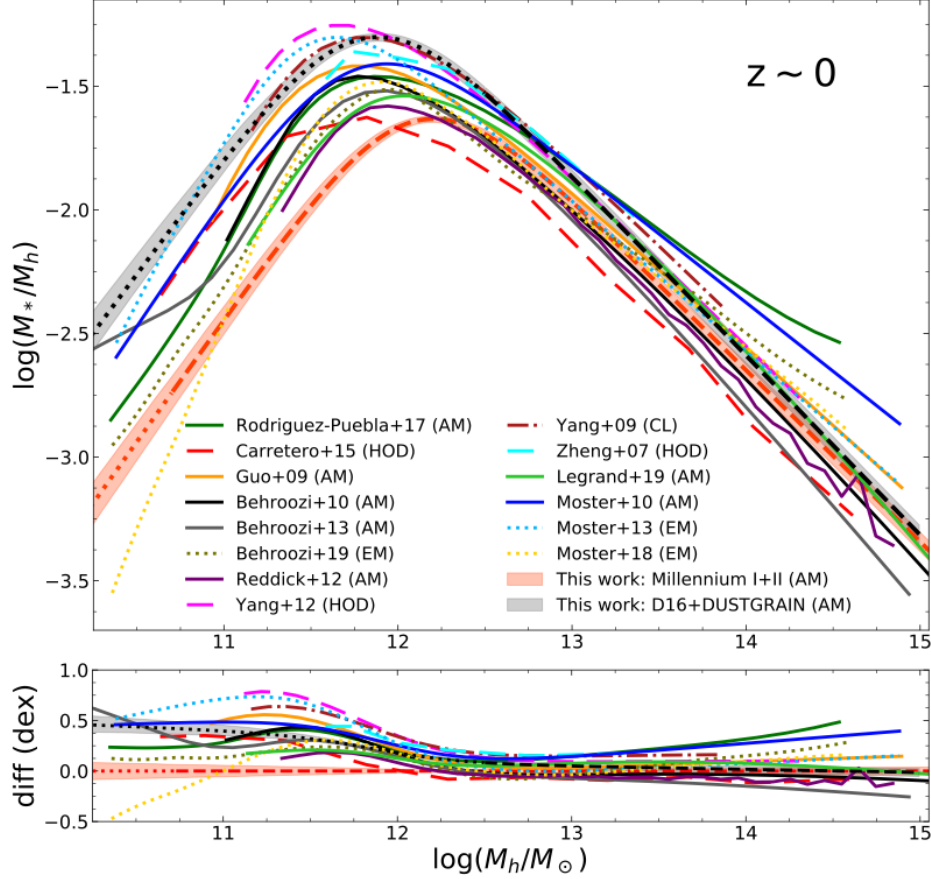 z ~ 0
log(M*/Mh)
−1.5
−2.0
−2.5
−3.0
−3.5
Rodriguez-Puebla+17 (AM)
Carretero+15 (HOD)
Guo+09 (AM)
Behroozi+10 (AM)
Behroozi+13 (AM)
Behroozi+19 (EM)
Reddick+12 (AM)
Yang+12 (HOD)
Yang+09 (CL)
Zheng+07 (HOD)
Legrand+19 (AM)
Moster+10 (AM)
Moster+13 (EM)
Moster+18 (EM)
This work: Millennium I+II (AM)
This work: D16+DUSTGRAIN (AM)
11 12 13 14 15
diff (dex)
1.0
0.5
0.0
−0.5
11 12 13 14 15
log(Mh/M⊙)